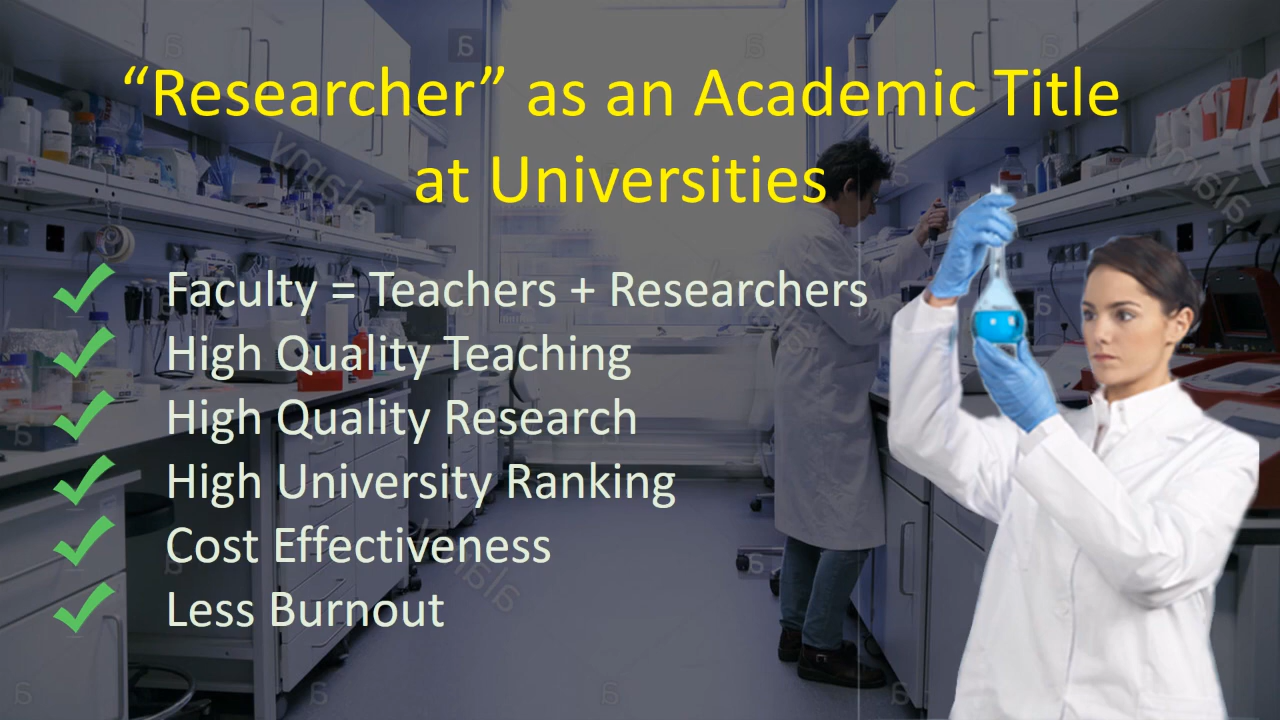 “Researcher” as an Academic Title
at Universities
Faculty = Teachers + Researchers
High Quality Teaching
High Quality Research
High University Ranking
Cost Effectiveness
Less Burnout